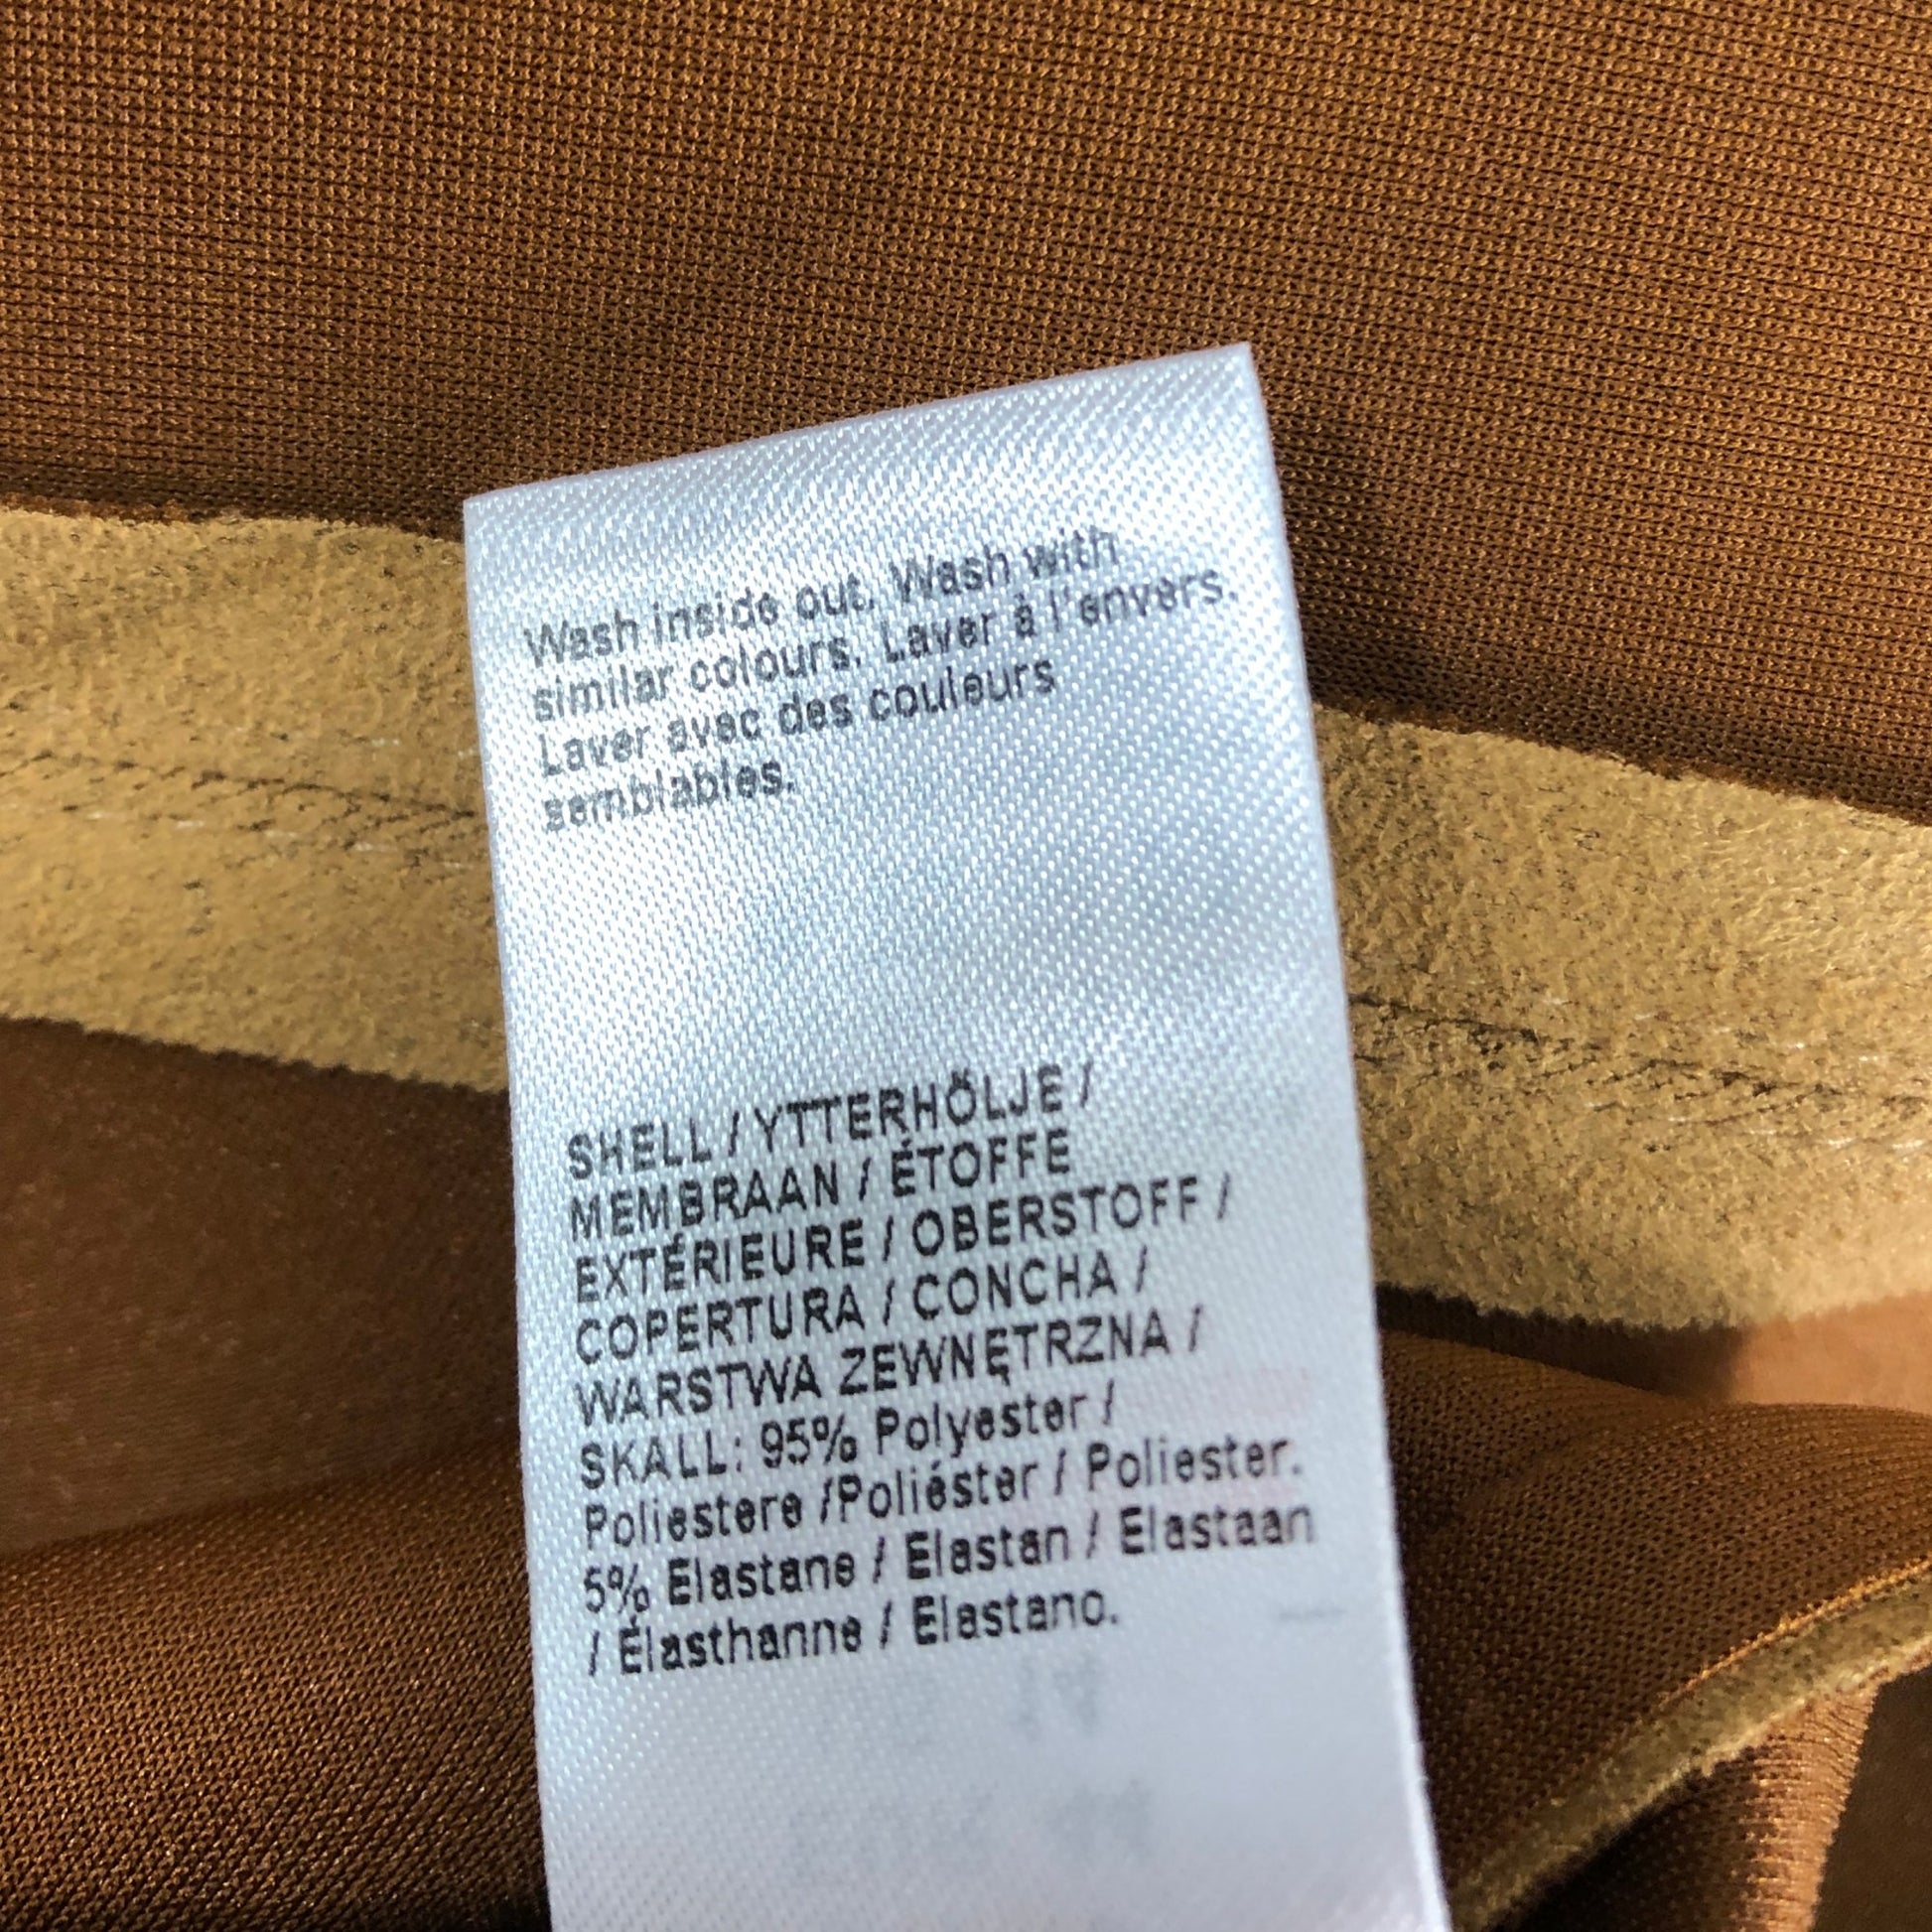 Wash inside out. Wash with
similar colours. Laver à l'envers.
Laver avec des couleurs
semblables.
SHELL / YTTERHÖLJE /
MEMBRAAN / ÉTOFFE
EXTÉRIEURE / OBERSTOFF /
COPERTURA / CONCHA /
WARSTWA ZEWNĘTRZNA /
SKALL: 95% Polyester /
Poliestere /Poliéster / Poliester.
5% Elastane / Elastan / Elastaan
/ Élasthanne / Elastano.